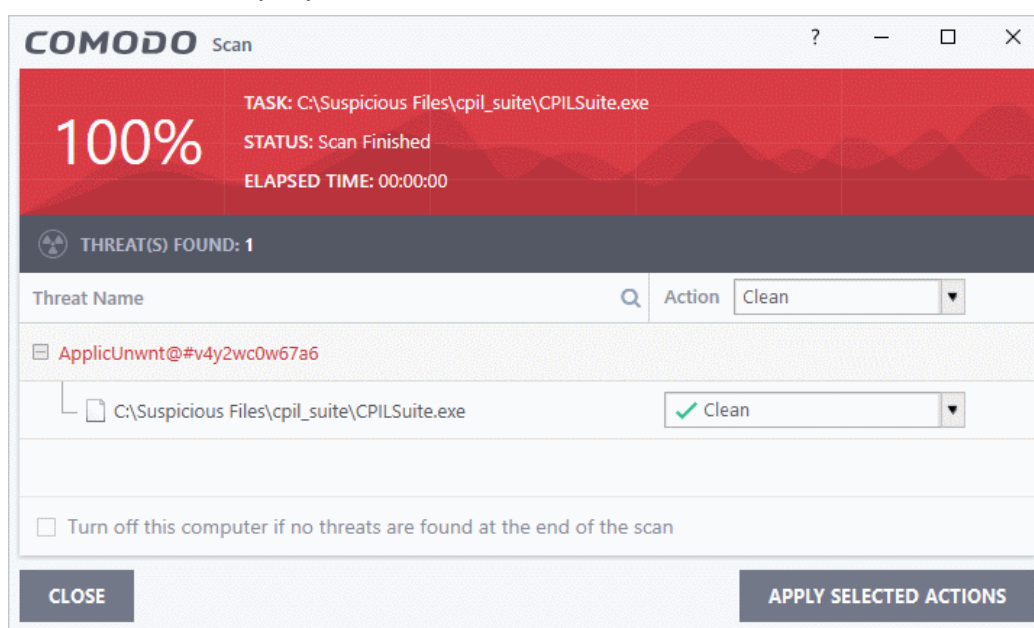 COMODO Scan ?
100%
TASK: C:\Suspicious Files\cpil_suite\CPILSuite.exe
STATUS: Scan Finished
ELAPSED TIME: 00:00:00
THREAT(S) FOUND: 1
Threat Name Action Clean
ApplicUnwnt@#v4y2wc0w67a6
C:\Suspicious Files\cpil_suite\CPILSuite.exe Clean
Turn off this computer if no threats are found at the end of the scan
CLOSE APPLY SELECTED ACTIONS